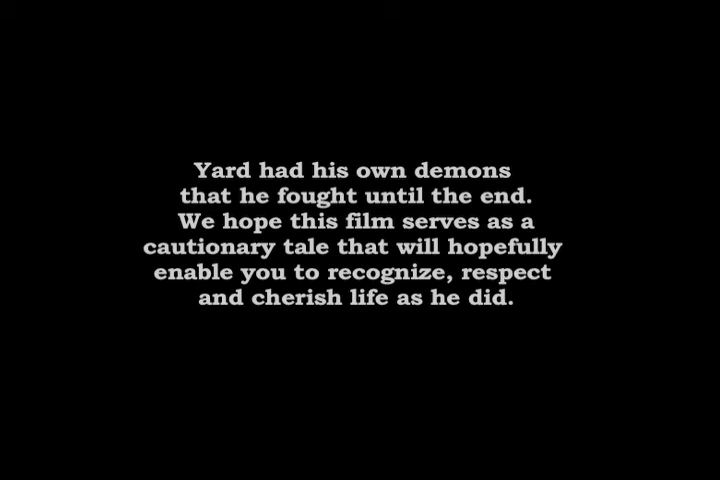 Yard had his own demons
that he fought until the end.
We hope this film serves as a
cautionary tale that will hopefully
enable you to recognize, respect
and cherish life as he did.